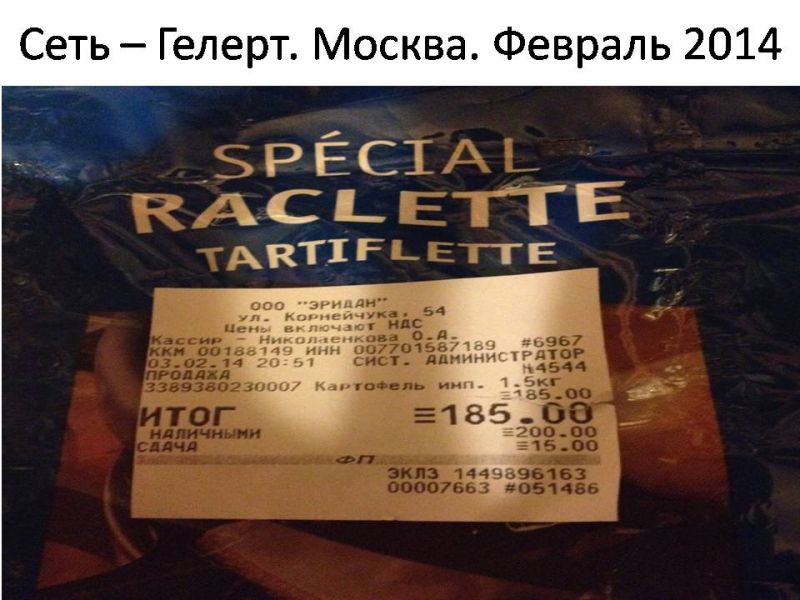 Сеть – Гелерт. Москва. Февраль 2014
SPÉCIAL
RACLETTE
TARTIFLETTE
ООО "ЭРИДАН"
ул. Корнейчука, 54
Цены включают НДС
Кассир - Николаенкова О.А.
ККМ 00188149 ИНН 007701587189 #6967
03.02.14 20:51 СИСТ. АДМИНИСТРАТОР
ПРОДАЖА №4544
3389380230007 Картофель имп. 1.5кг
≡185.00
ИТОГ ≡185.00
НАЛИЧНЫМИ ≡200.00
СДАЧА ≡15.00
ФП
ЭКЛЗ 1449896163
00007663 #051486